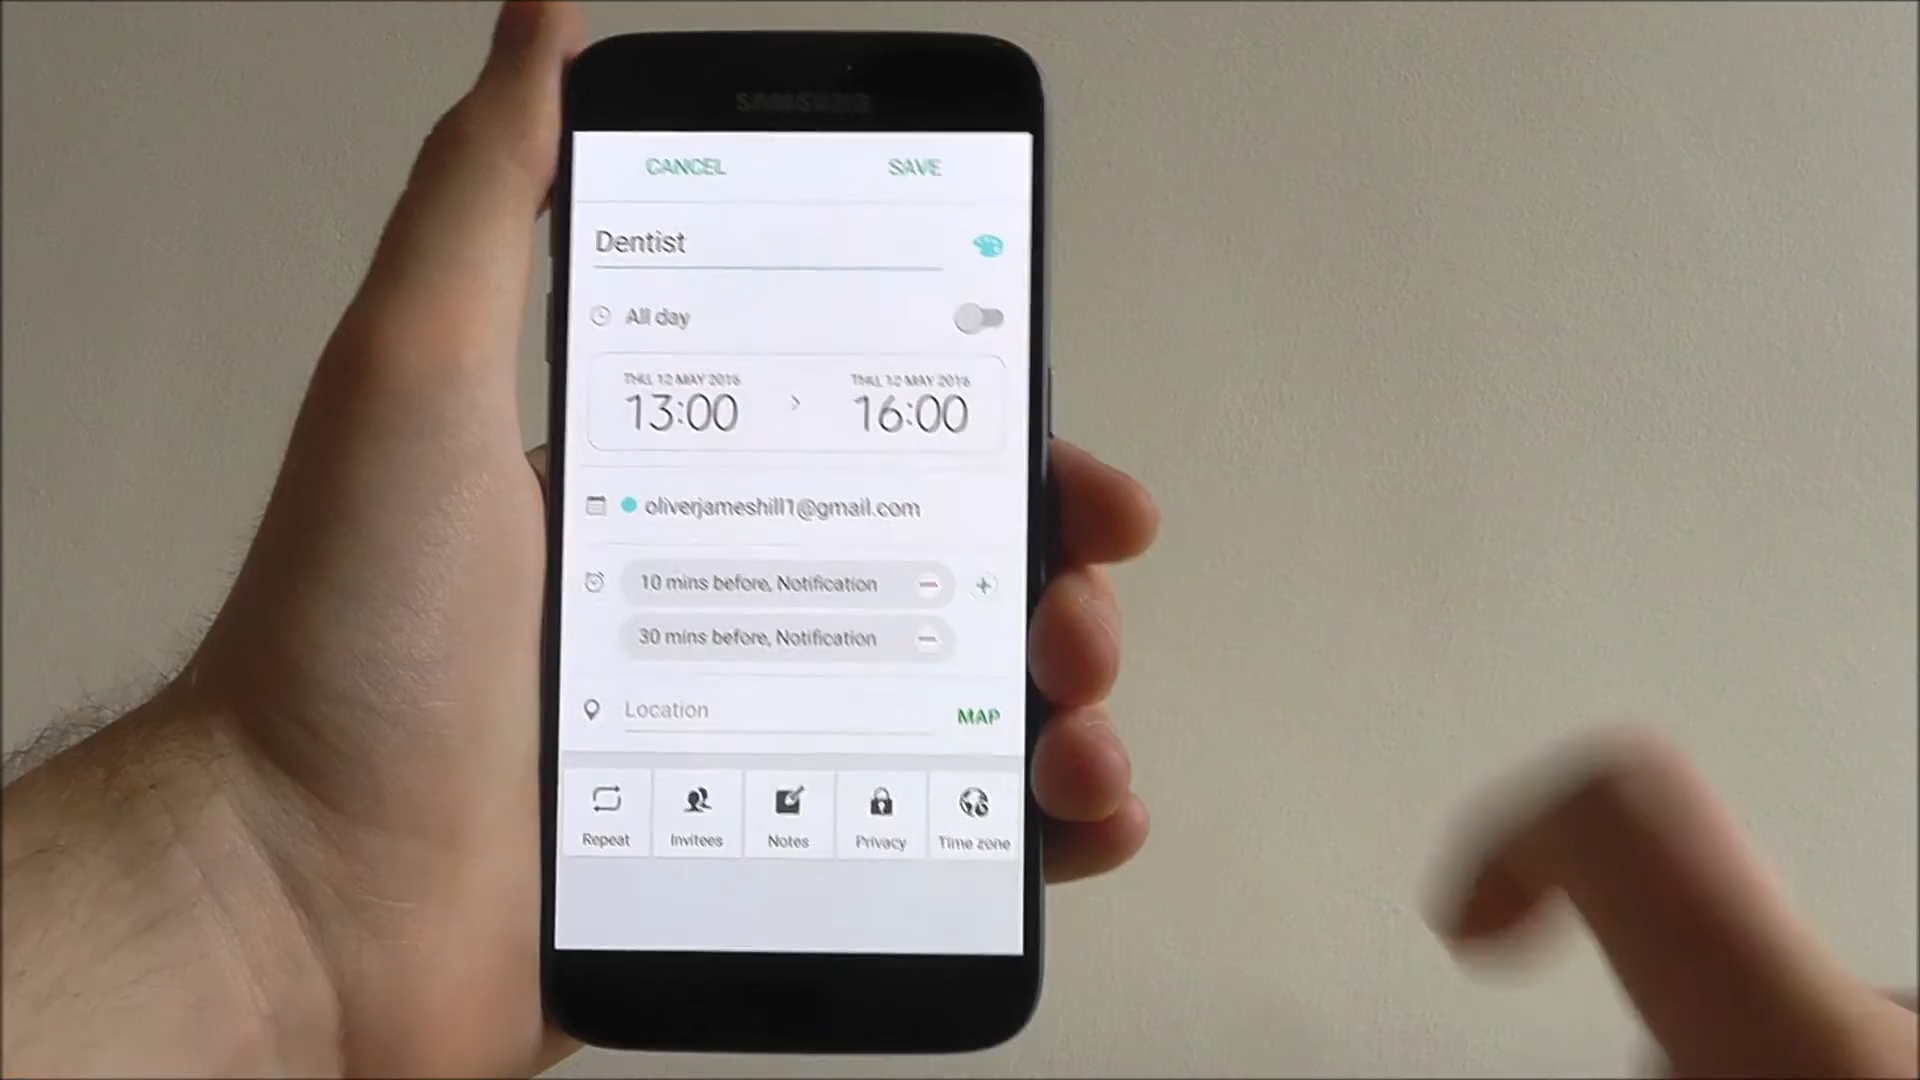 SAMSUNG
CANCEL SAVE
Dentist
All day
THU, 12 MAY 2016 THU, 12 MAY 2016
13:00 > 16:00
oliverjameshill1@gmail.com
10 mins before, Notification
30 mins before, Notification
Location MAP
Repeat Invitees Notes Privacy Time zone